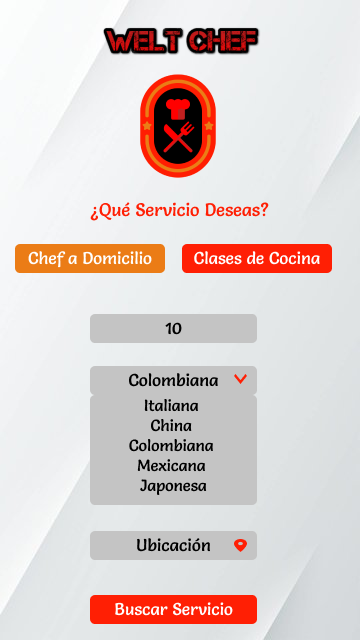 WELT CHEF
¿Qué Servicio Deseas?
Chef a Domicilio
Clases de Cocina
10
Colombiana
Italiana
China
Colombiana
Mexicana
Japonesa
Ubicación
Buscar Servicio